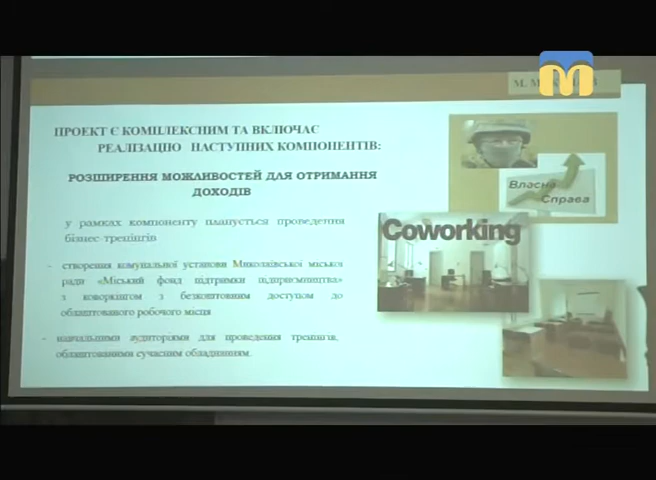 ПРОЕКТ Є КОМПЛЕКСНИМ ТА ВКЛЮЧАЄ
РЕАЛІЗАЦІЮ НАСТУПНИХ КОМПОНЕНТІВ:
РОЗШИРЕННЯ МОЖЛИВОСТЕЙ ДЛЯ ОТРИМАННЯ
ДОХОДІВ
у рамках компоненту планується проведення
бізнес-тренінгів
- створення комунальної установи Миколаївської міської
ради «Міський фонд підтримки підприємництва»
з коворкінгом з безкоштовним доступом до
облаштованого робочого місця
- навчальними аудиторіями для проведення тренінгів,
облаштованими сучасним обладнанням.
М.
М
Власна
Справа
Coworking